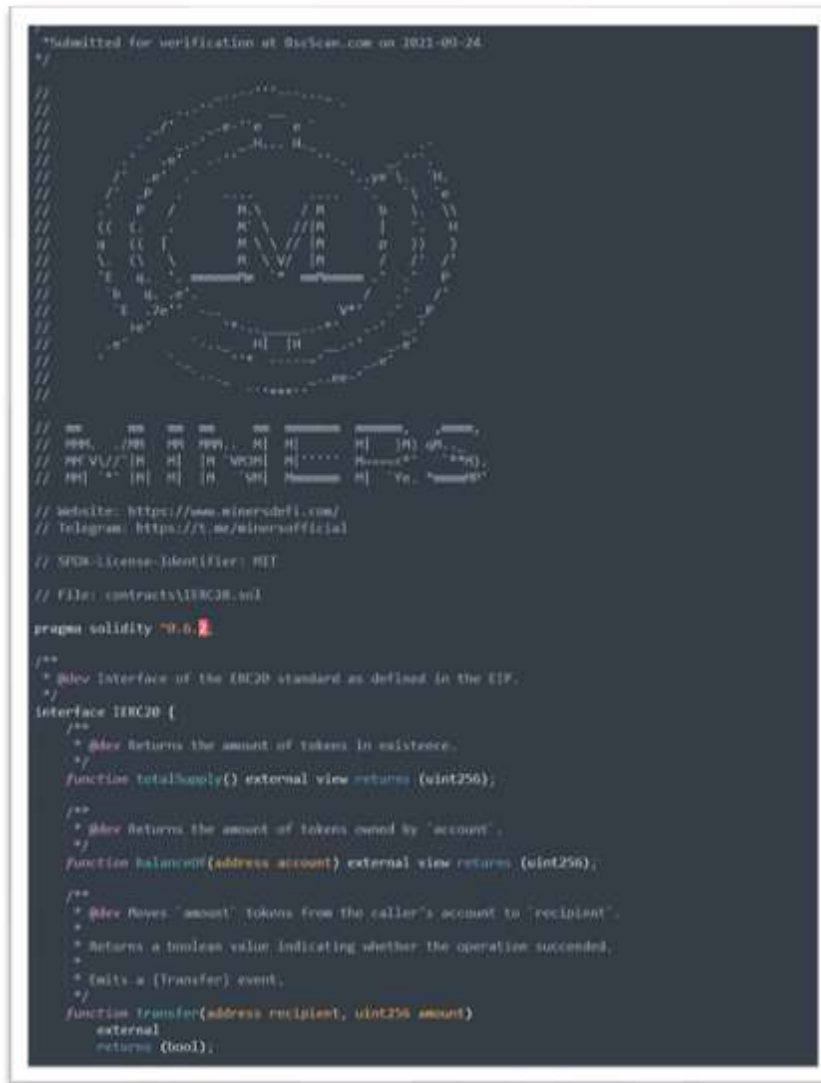 *Submitted for verification at BscScan.com on 2021-09-24
*/
MINERS
// Website: https://www.minersdefi.com/
// Telegram: https://t.me/minersofficial
// SPDX-License-Identifier: MIT
// File: contracts\IERC20.sol
pragma solidity ^0.6.2;
/**
* @dev Interface of the ERC20 standard as defined in the EIP.
*/
interface IERC20 {
/**
* @dev Returns the amount of tokens in existence.
*/
function totalSupply() external view returns (uint256);
/**
* @dev Returns the amount of tokens owned by `account`.
*/
function balanceOf(address account) external view returns (uint256);
/**
* @dev Moves `amount` tokens from the caller's account to `recipient`.
*
* Returns a boolean value indicating whether the operation succeeded.
*
* Emits a {Transfer} event.
*/
function transfer(address recipient, uint256 amount)
external
returns (bool);